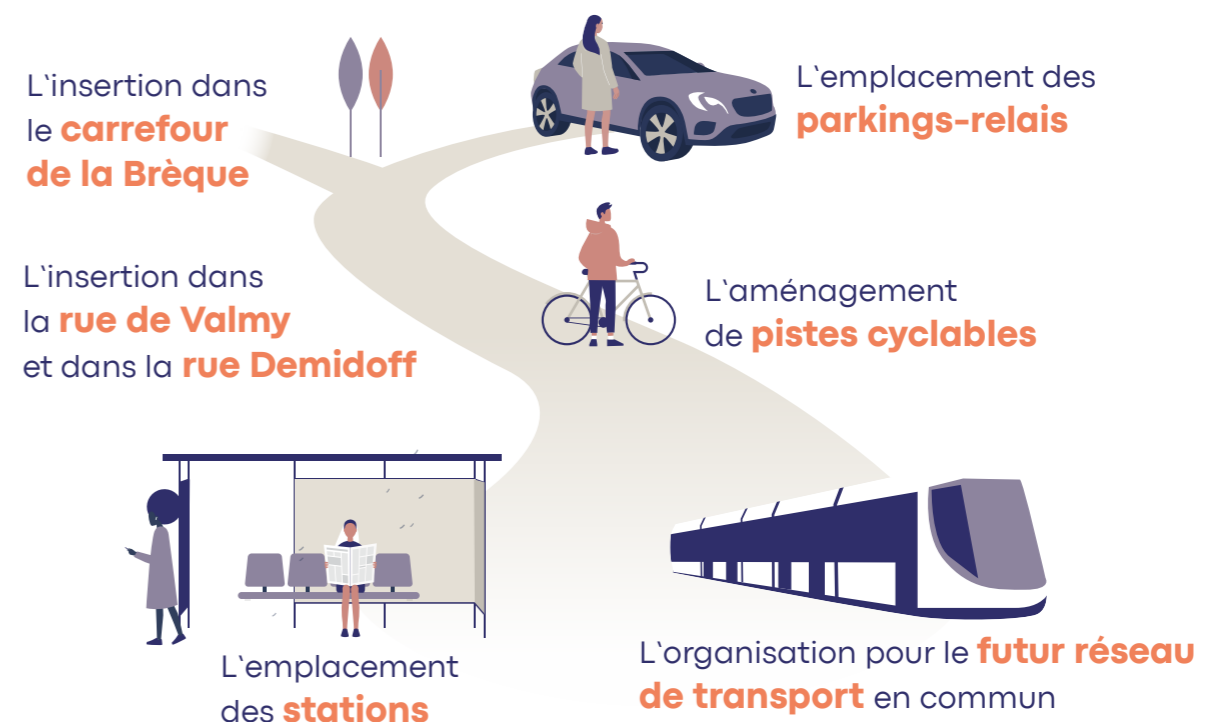 L‘insertion dans
le carrefour
de la Brèque
L‘emplacement des
parkings-relais
L‘insertion dans
la rue de Valmy
et dans la rue Demidoff
L‘aménagement
de pistes cyclables
L‘emplacement
des stations
L‘organisation pour le futur réseau
de transport en commun